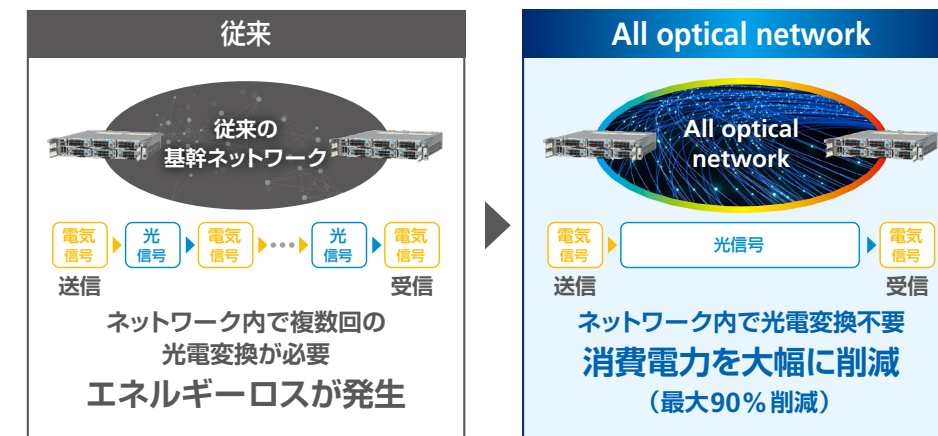 従来
従来の
基幹ネットワーク
電気
信号
光
信号
電気
信号
光
信号
電気
信号
送信
受信
ネットワーク内で複数回の
光電変換が必要
エネルギーロスが発生
All optical network
All optical
network
電気
信号
光信号
電気
信号
送信
受信
ネットワーク内で光電変換不要
消費電力を大幅に削減
（最大90％削減）